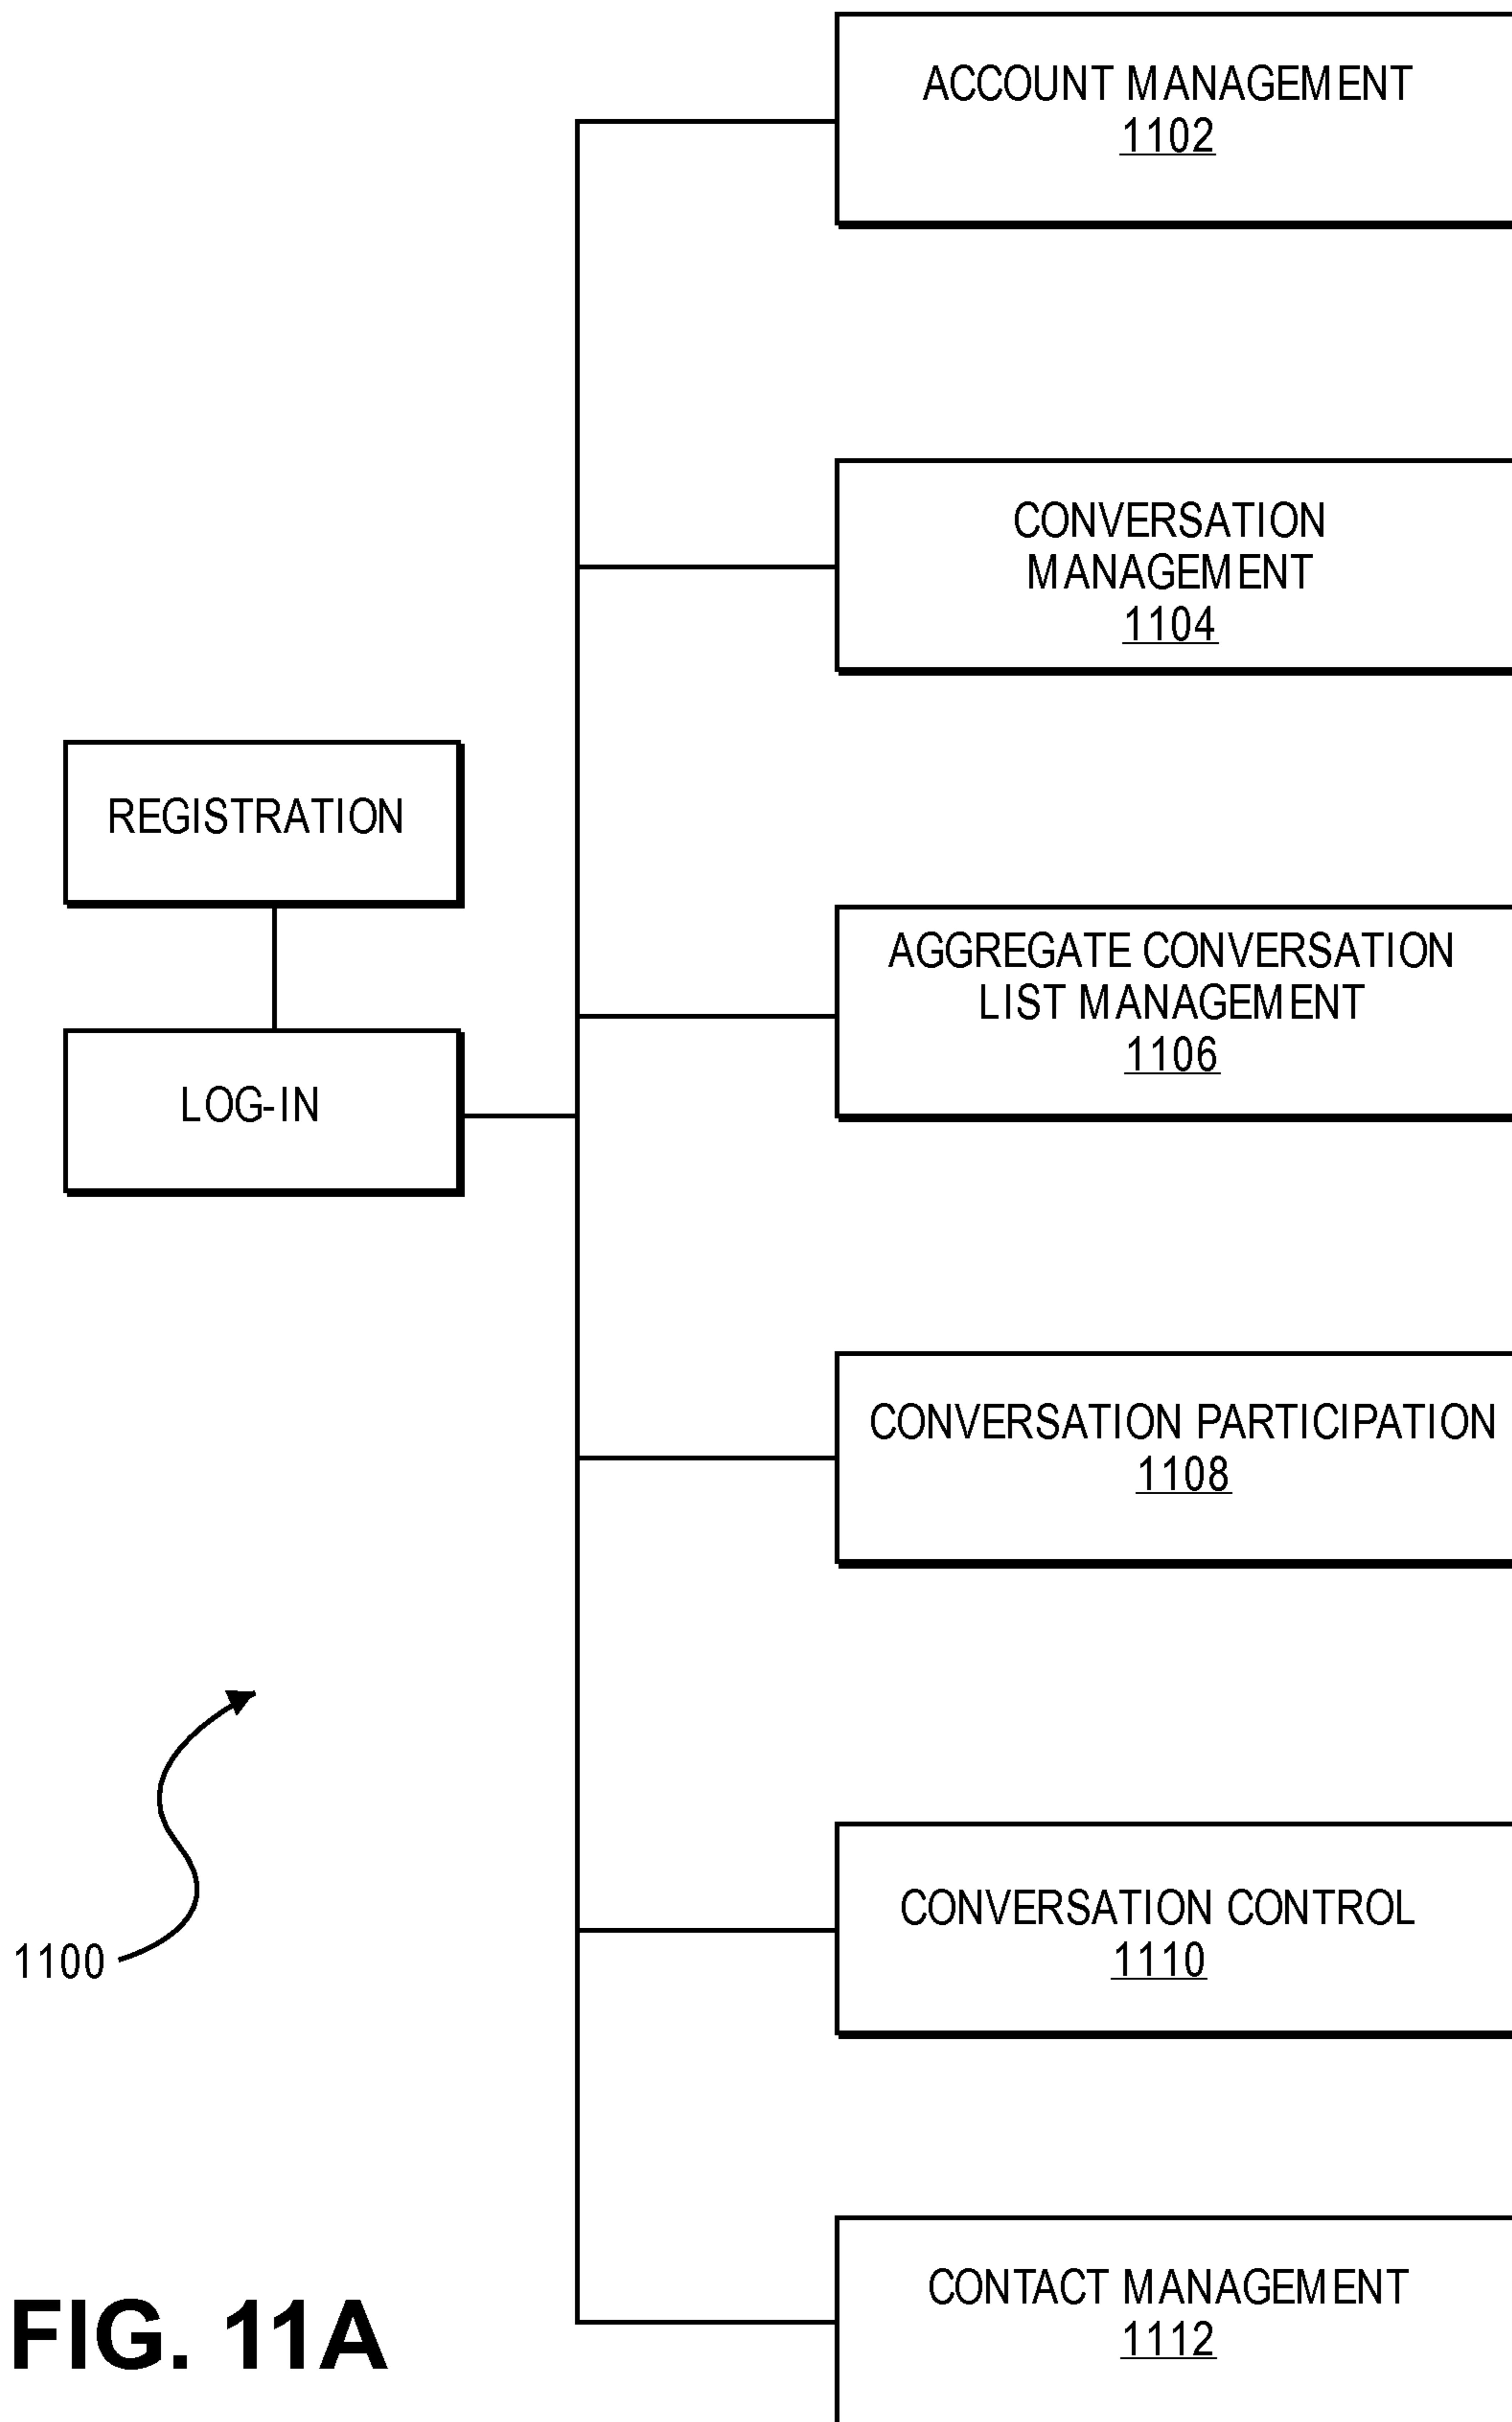 ACCOUNT MANAGEMENT
1102
CONVERSATION
MANAGEMENT
1104
REGISTRATION
AGGREGATE CONVERSATION
LIST MANAGEMENT
1106
LOG-IN
CONVERSATION PARTICIPATION
1108
CONVERSATION CONTROL
1110
1100
CONTACT MANAGEMENT
1112
FIG. 11A